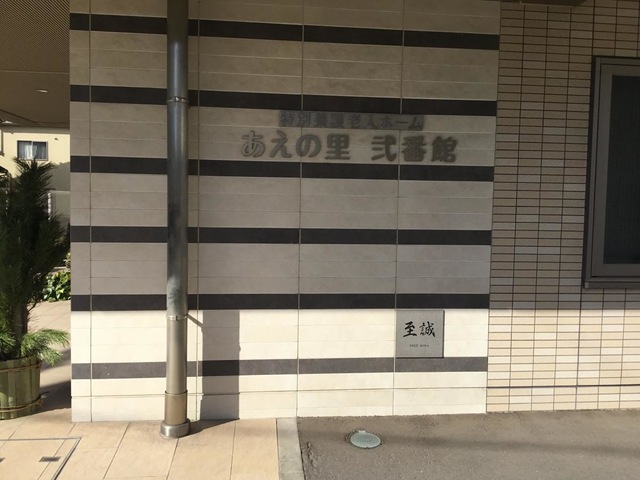 特別養護老人ホーム
あえの里 弐番館
至誠